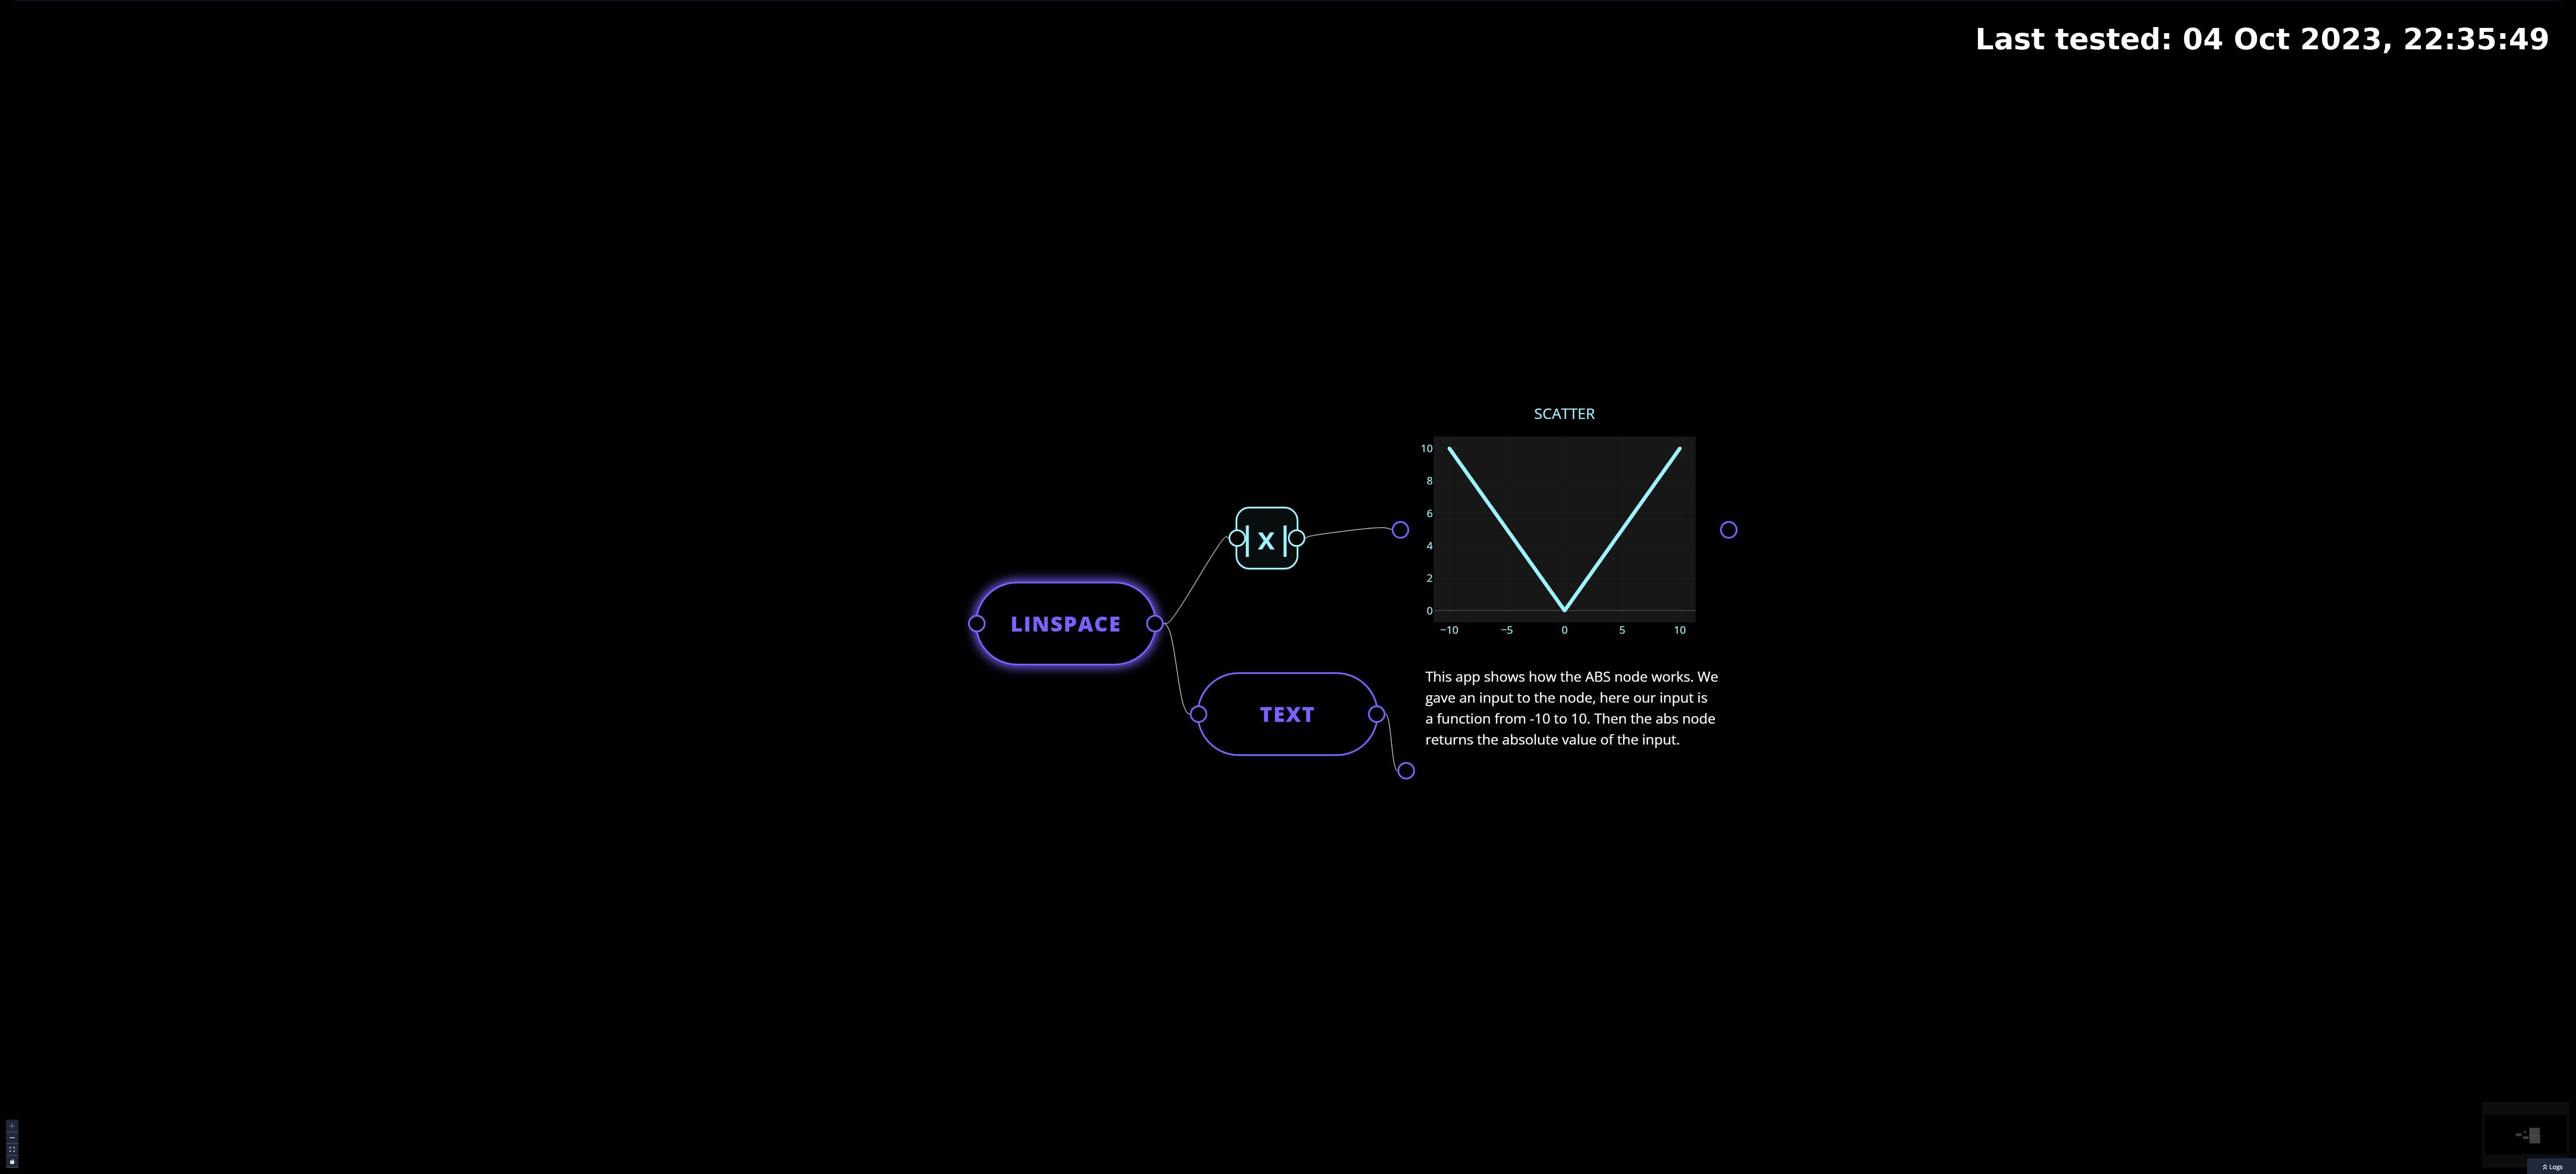 Last tested: 04 Oct 2023, 22:35:49
SCATTER
10
8
6
4
2
0
−10 −5 0 5 10
|X|
LINSPACE
TEXT
This app shows how the ABS node works. We
gave an input to the node, here our input is
a function from -10 to 10. Then the abs node
returns the absolute value of the input.
Logs